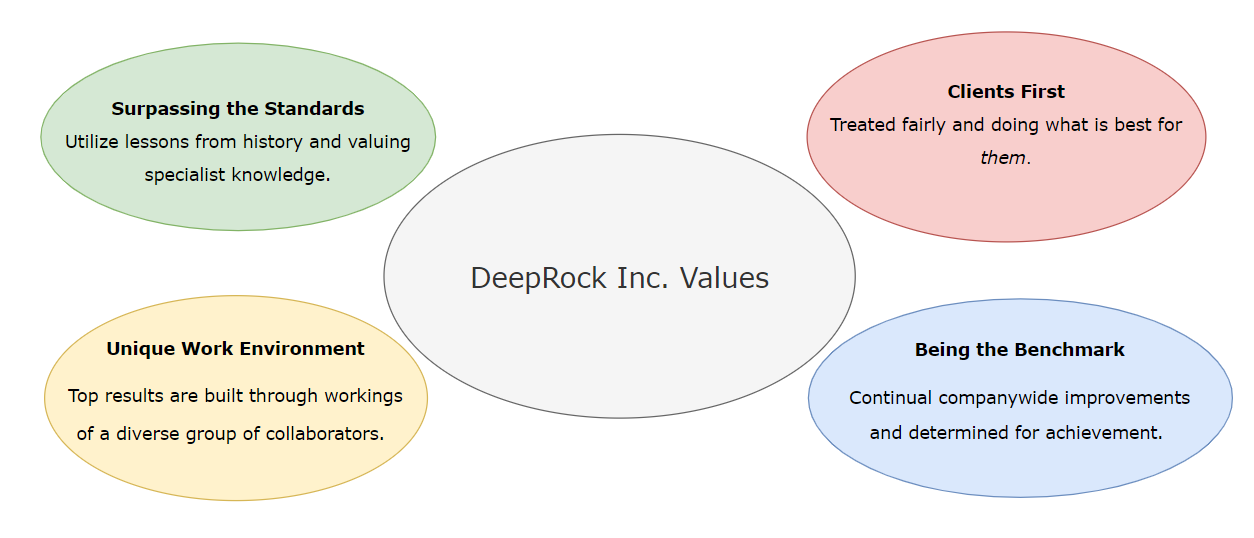 Surpassing the Standards
Utilize lessons from history and valuing
specialist knowledge.
Clients First
Treated fairly and doing what is best for
them.
DeepRock Inc. Values
Unique Work Environment
Top results are built through workings
of a diverse group of collaborators.
Being the Benchmark
Continual companywide improvements
and determined for achievement.